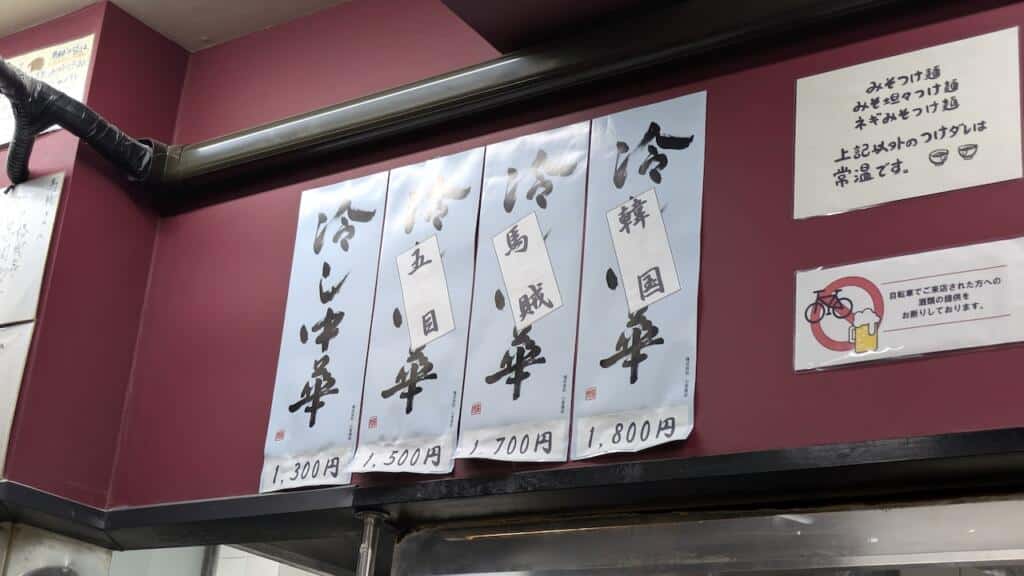 冷し中華
1,300円
冷し中華
五目
1,500円
冷し中華
馬賊
1,700円
冷し中華
韓国
1,800円
みそつけ麺
みそ坦々つけ麺
ネギみそつけ麺
上記以外のつけダレは
常温です。
自転車でご来店された方への
酒類の提供を
お断りしております。